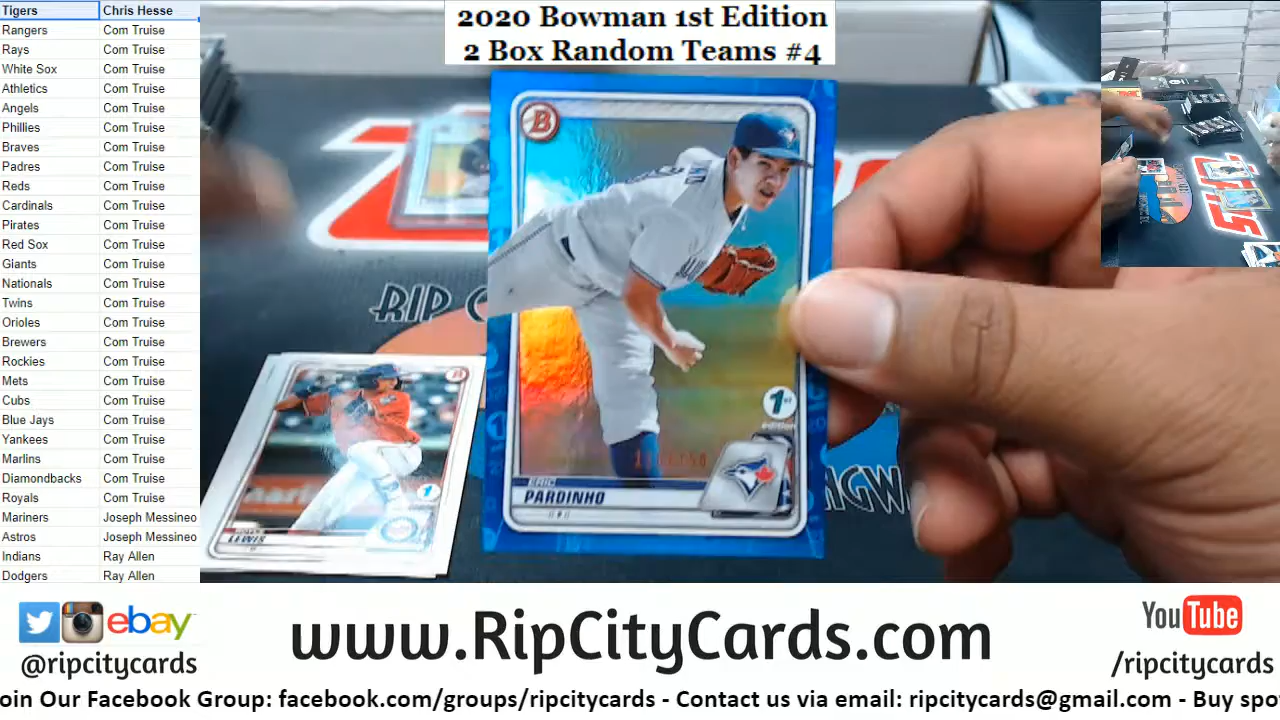 2020 Bowman 1st Edition
2 Box Random Teams #4
Tigers Chris Hesse
Rangers Com Truise
Rays Com Truise
White Sox Com Truise
Athletics Com Truise
Angels Com Truise
Phillies Com Truise
Braves Com Truise
Padres Com Truise
Reds Com Truise
Cardinals Com Truise
Pirates Com Truise
Red Sox Com Truise
Giants Com Truise
Nationals Com Truise
Twins Com Truise
Orioles Com Truise
Brewers Com Truise
Rockies Com Truise
Mets Com Truise
Cubs Com Truise
Blue Jays Com Truise
Yankees Com Truise
Marlins Com Truise
Diamondbacks Com Truise
Royals Com Truise
Mariners Joseph Messineo
Astros Joseph Messineo
Indians Ray Allen
Dodgers Ray Allen
B
1st
edition
ERIC
PARDINHO
RIP
LEWIS
ebay
@ripcitycards
www.RipCityCards.com
YouTube
/ripcitycards
oin Our Facebook Group: facebook.com/groups/ripcitycards - Contact us via email: ripcitycards@gmail.com - Buy spo